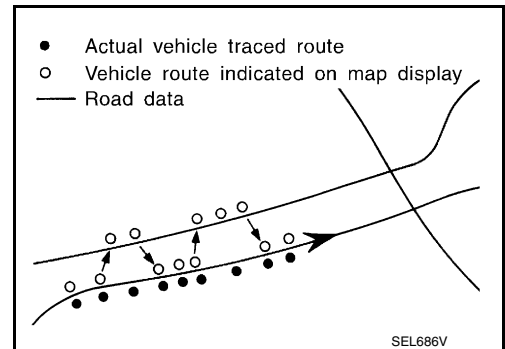 Actual vehicle traced route
Vehicle route indicated on map display
Road data
SEL686V